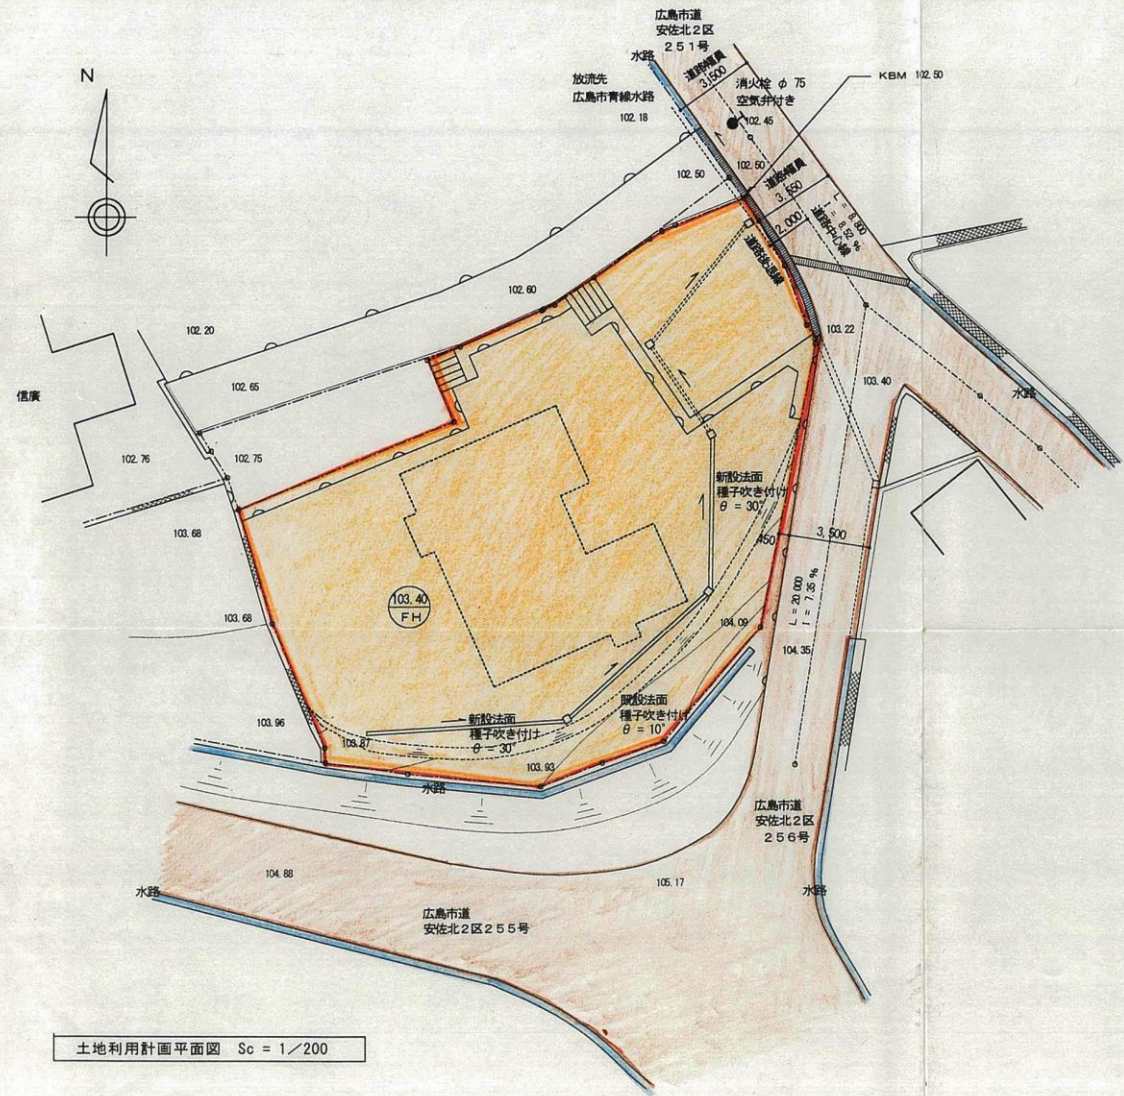 広島市道
安佐北2区
251号
水路
道路幅員
3,500
N
放流先
広島市青線水路
消火栓 φ 75
空気弁付き
KBM 102.50
102.18
102.45
102.50
102.50
道路幅員
3,550
2,000
L = 8.800
I = 8.52 %
道路中心線
道路後退線
102.60
102.20
103.22
102.65
103.40
信廣
水路
102.76
102.75
新設法面
種子吹き付け
θ = 30°
103.68
450
3,500
103.40
FH
L = 20.000
I = 7.35 %
103.68
104.09
104.35
既設法面
種子吹き付け
θ = 10°
103.96
103.87
新設法面
種子吹き付け
θ = 30°
103.93
水路
広島市道
安佐北2区
256号
104.88
105.17
水路
水路
広島市道
安佐北2区255号
土地利用計画平面図 Sc = 1/200